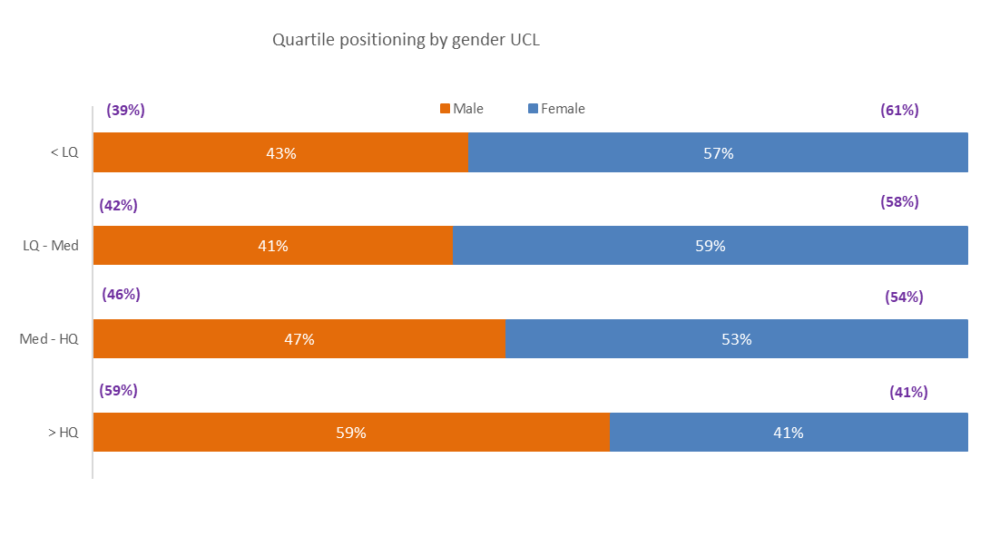 Quartile positioning by gender UCL
Male Female
(39%) (61%)
< LQ 43% 57%
(42%) (58%)
LQ - Med 41% 59%
(46%) (54%)
Med - HQ 47% 53%
(59%) (41%)
> HQ 59% 41%